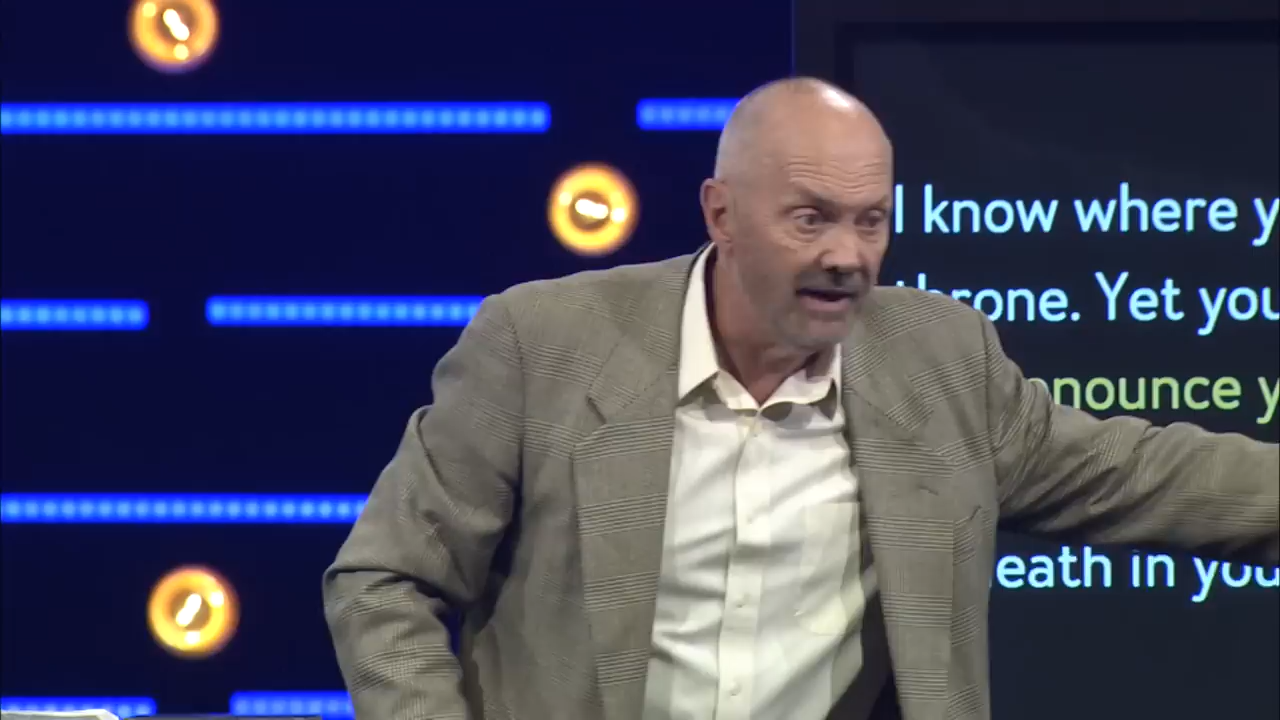 I know where y
throne. Yet you
nounce y
eath in you